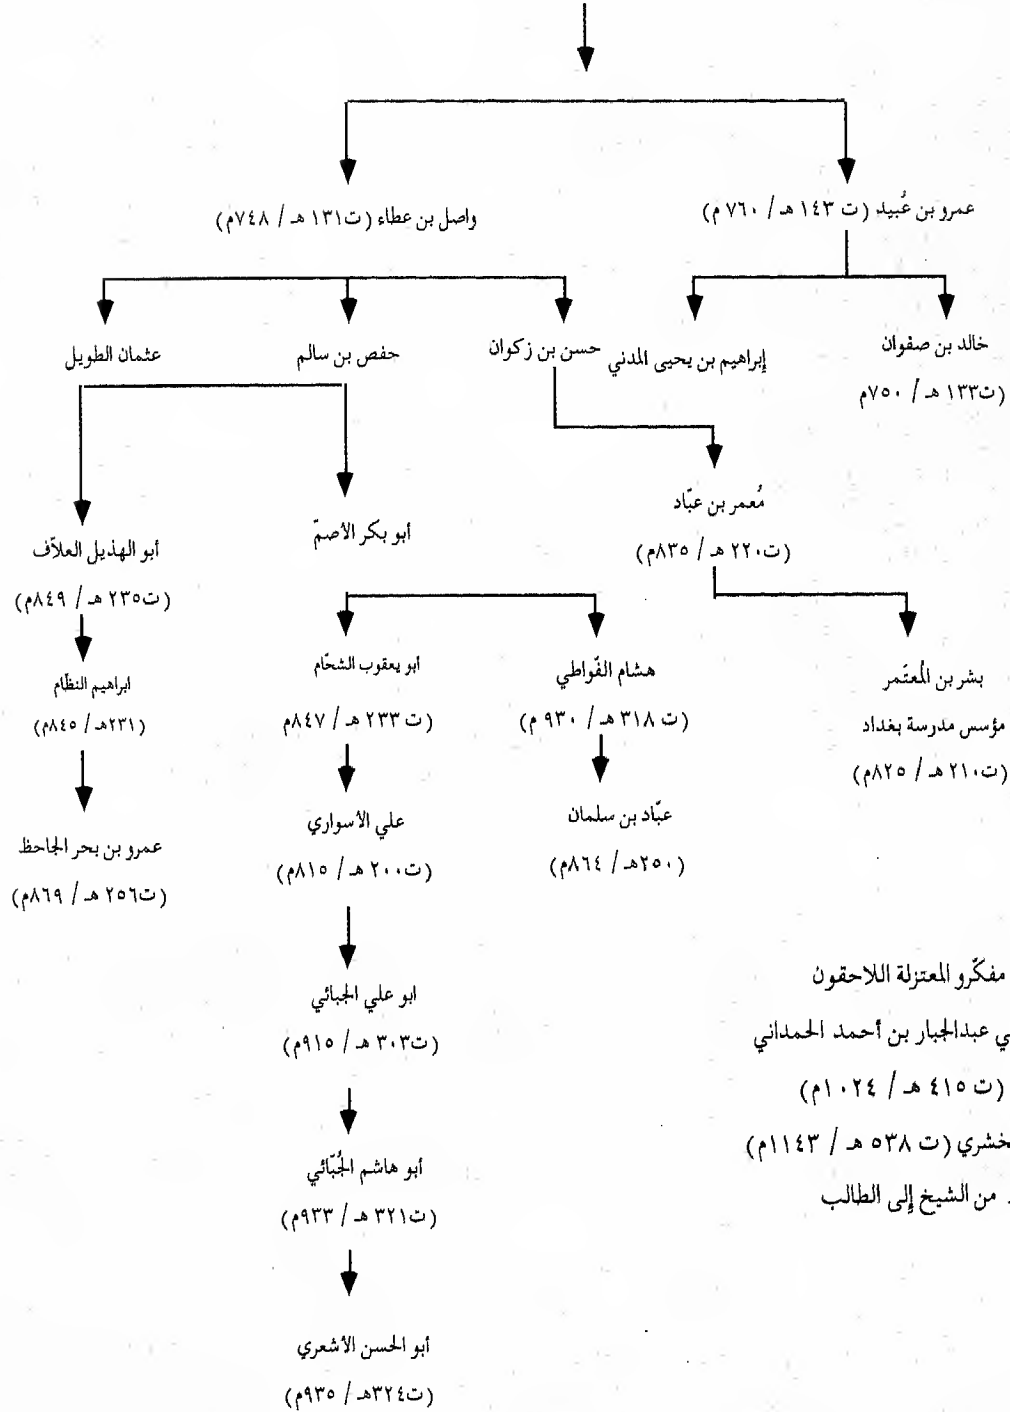 عمرو بن عُبيد (ت ١٤٣ هـ / ٧٦٠ م)
واصل بن عطاء (ت١٣١ هـ / ٧٤٨م)
خالد بن صفوان
(ت١٣٣ هـ / ٧٥٠م
إبراهيم بن يحيى المدني
حسن بن زكوان
حفص بن سالم
عثمان الطويل
مُعمر بن عبّاد
(ت٢٢٠ هـ / ٨٣٥م)
أبو بكر الأصمّ
أبو الهذيل العلاّف
(ت٢٣٥ هـ / ٨٤٩م)
بشر بن المُعتَمر
مؤسس مدرسة بغداد
(ت٢١٠ هـ / ٨٢٥م)
هشام الفُواطي
(ت ٣١٨ هـ / ٩٣٠ م)
أبو يعقوب الشحّام
(ت ٢٣٣ هـ / ٨٤٧م
ابراهيم النظّام
(٢٣١هـ / ٨٤٥م)
عبّاد بن سلمان
(٢٥٠هـ / ٨٦٤م)
علي الأسواري
(ت٢٠٠ هـ / ٨١٥م)
عمرو بن بحر الجاحظ
(ت٢٥٦ هـ / ٨٦٩م)
ابو علي الجبائي
(ت٣٠٣ هـ / ٩١٥م)
أبو هاشم الجُبّائي
(ت٣٢١ هـ / ٩٣٣م)
أبو الحسن الأشعري
(ت٣٢٤هـ / ٩٣٥م)
مفكّرو المعتزلة اللاحقون
ي عبدالجبار بن أحمد الحمداني
(ت ٤١٥ هـ / ١٠٢٤م)
خشري (ت ٥٣٨ هـ / ١١٤٣م)
من الشيخ إلى الطالب